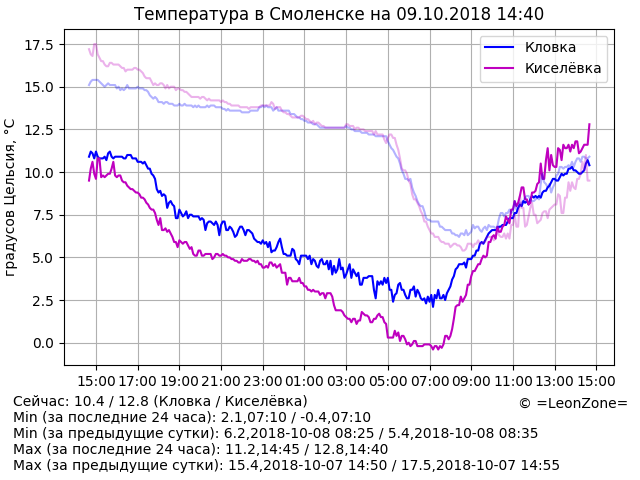 Температура в Смоленске на 09.10.2018 14:40
Кловка
Киселёвка
градусов Цельсия, °C
17.5
15.0
12.5
10.0
7.5
5.0
2.5
0.0
15:00 17:00 19:00 21:00 23:00 01:00 03:00 05:00 07:00 09:00 11:00 13:00 15:00
Сейчас: 10.4 / 12.8 (Кловка / Киселёвка)
© =LeonZone=
Min (за последние 24 часа): 2.1,07:10 / -0.4,07:10
Min (за предыдущие сутки): 6.2,2018-10-08 08:25 / 5.4,2018-10-08 08:35
Max (за последние 24 часа): 11.2,14:45 / 12.8,14:40
Max (за предыдущие сутки): 15.4,2018-10-07 14:50 / 17.5,2018-10-07 14:55